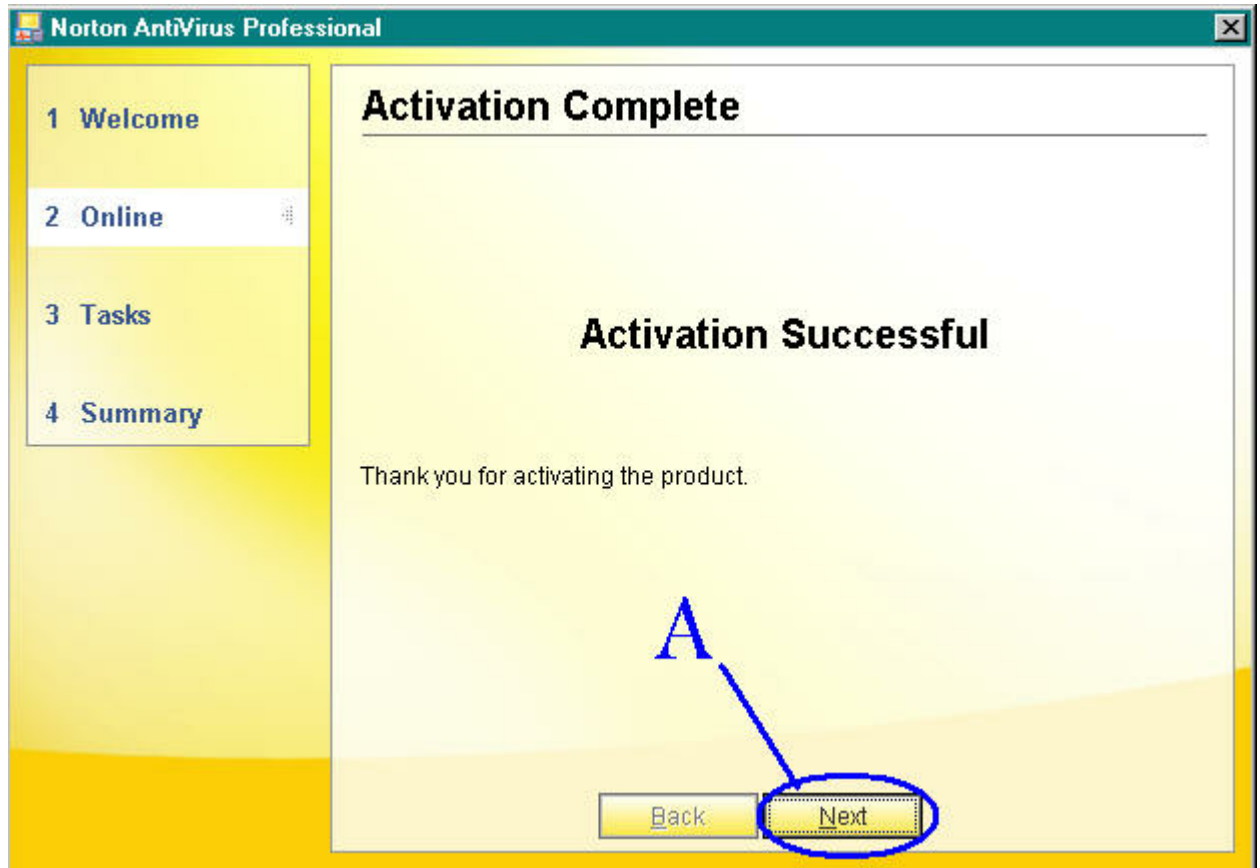 Norton AntiVirus Professional
1 Welcome
2 Online
3 Tasks
4 Summary
Activation Complete
Activation Successful
Thank you for activating the product.
A
Back
Next